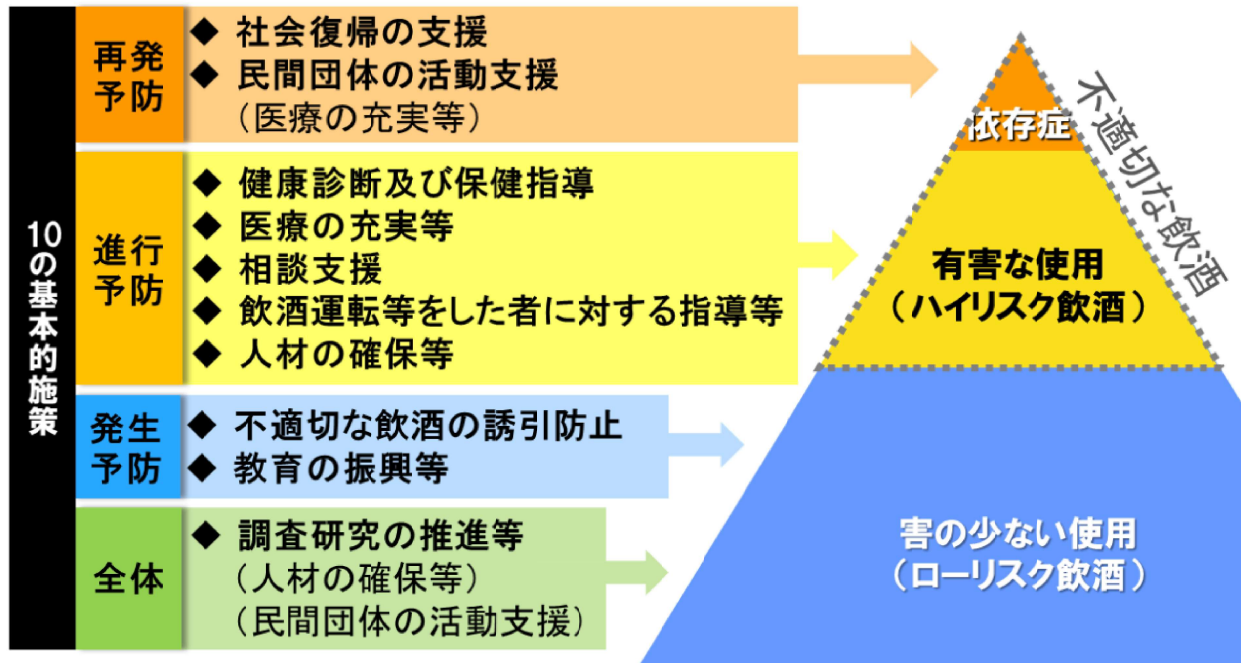 10の基本的施策
再発
予防
◆ 社会復帰の支援
◆ 民間団体の活動支援
（医療の充実等）
進行
予防
◆ 健康診断及び保健指導
◆ 医療の充実等
◆ 相談支援
◆ 飲酒運転等をした者に対する指導等
◆ 人材の確保等
発生
予防
◆ 不適切な飲酒の誘引防止
◆ 教育の振興等
全体
◆ 調査研究の推進等
（人材の確保等）
（民間団体の活動支援）
依存症
不適切な飲酒
有害な使用
（ハイリスク飲酒）
害の少ない使用
（ローリスク飲酒）